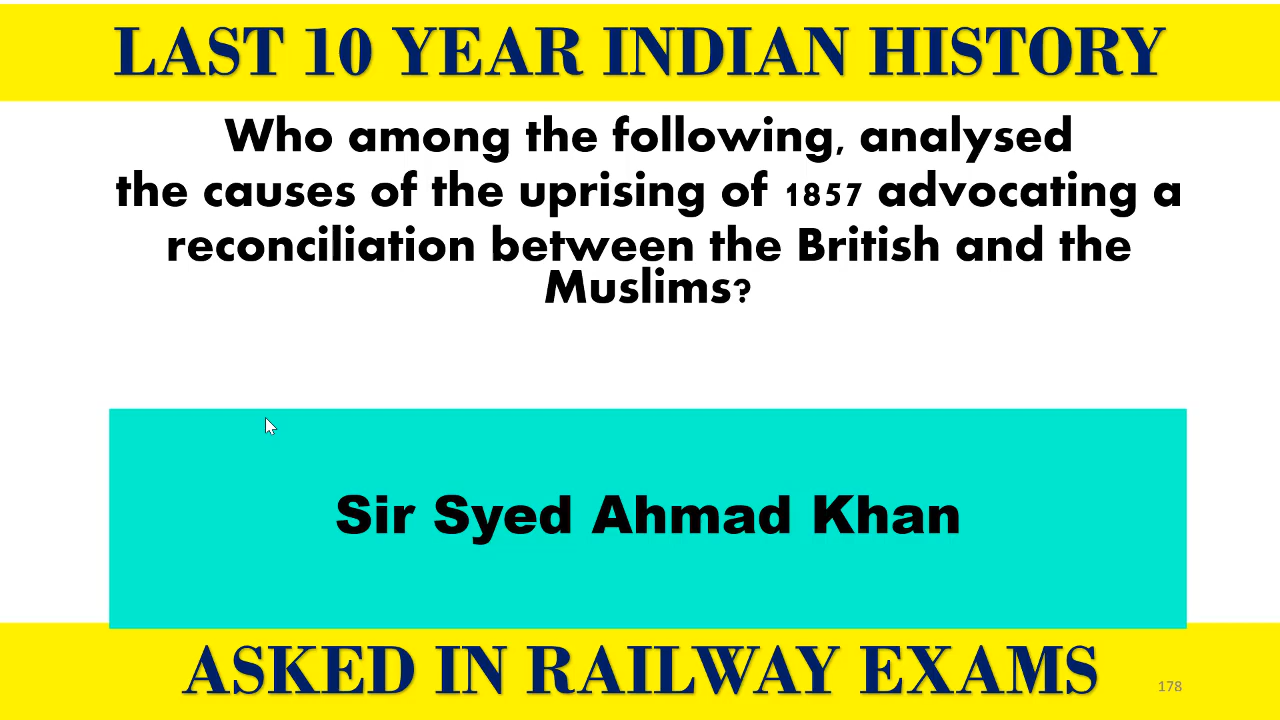 LAST 10 YEAR INDIAN HISTORY
Who among the following, analysed
the causes of the uprising of 1857 advocating a
reconciliation between the British and the
Muslims?
Sir Syed Ahmad Khan
ASKED IN RAILWAY EXAMS
178